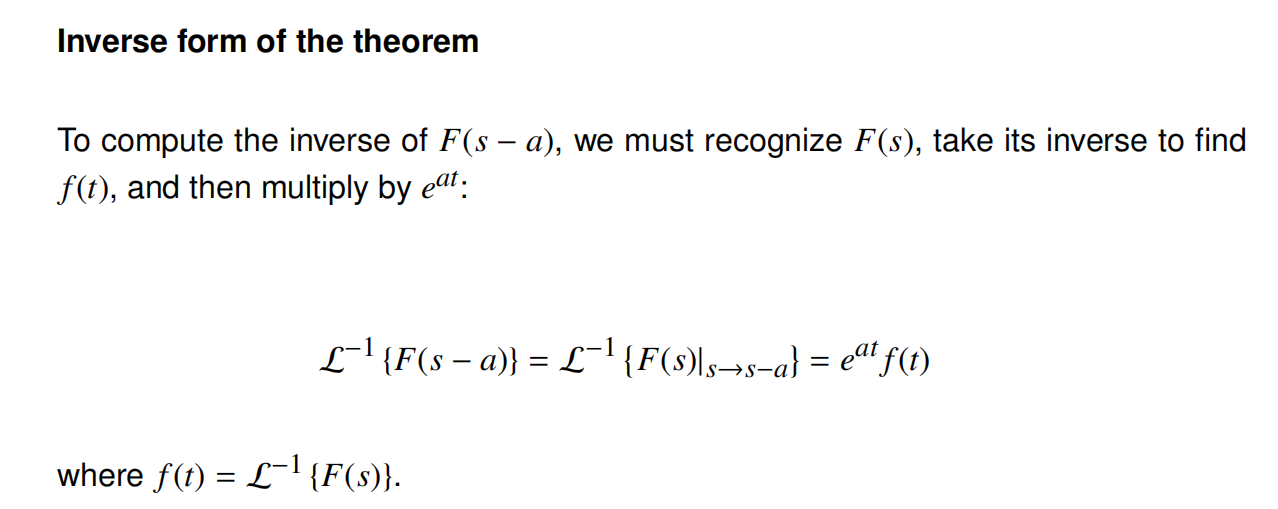 Inverse form of the theorem
To compute the inverse of F(s − a), we must recognize F(s), take its inverse to find
f(t), and then multiply by e^{at}:
ℒ^{−1} {F(s − a)} = ℒ^{−1} {F(s)|_{s→s−a}} = e^{at} f(t)
where f(t) = ℒ^{−1} {F(s)}.